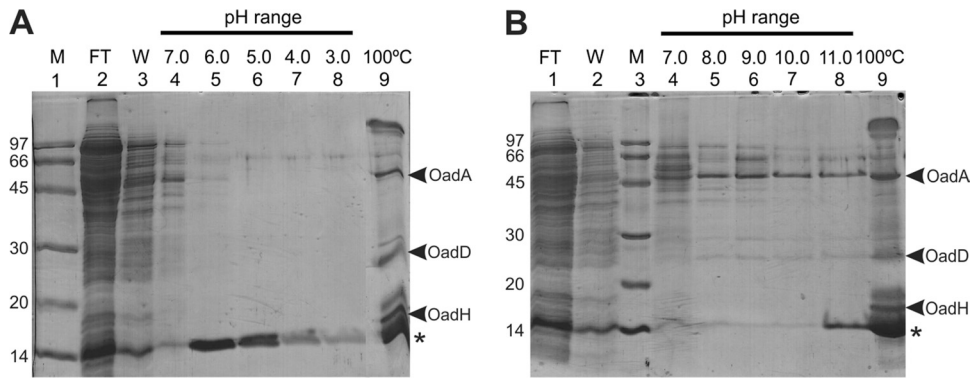 A
pH range
M FT W 7.0 6.0 5.0 4.0 3.0 100ºC
1 2 3 4 5 6 7 8 9
97
66
45
30
20
14
OadA
OadD
OadH
*
B
pH range
FT W M 7.0 8.0 9.0 10.0 11.0 100ºC
1 2 3 4 5 6 7 8 9
97
66
45
30
20
14
OadA
OadD
OadH
*